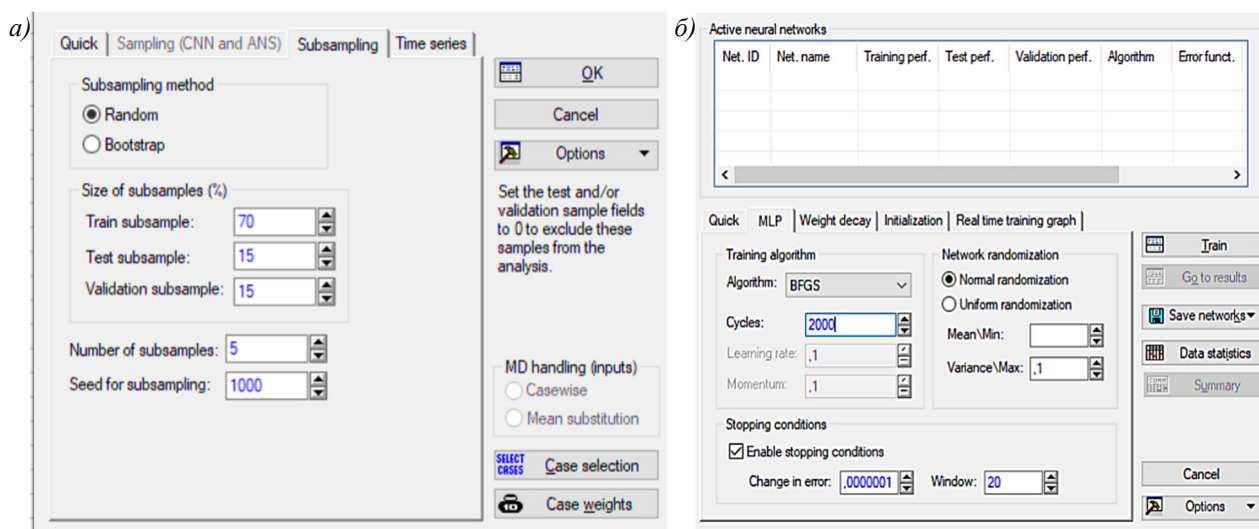 а)
Quick Sampling (CNN and ANS) Subsampling Time series
Subsampling method
Random
Bootstrap
Size of subsamples (%)
Train subsample: 70
Test subsample: 15
Validation subsample: 15
Number of subsamples: 5
Seed for subsampling: 1000
OK
Cancel
Options
Set the test and/or
validation sample fields
to 0 to exclude these
samples from the
analysis.
MD handling (inputs)
Casewise
Mean substitution
SELECT
CASES
Case selection
Case weights
б)
Active neural networks
Net. ID Net. name Training perf. Test perf. Validation perf. Algorithm Error funct.
Quick MLP Weight decay Initialization Real time training graph
Training algorithm
Algorithm: BFGS
Cycles: 2000
Learning rate: ,1
Momentum: ,1
Network randomization
Normal randomization
Uniform randomization
Mean\Min:
Variance\Max: ,1
Stopping conditions
Enable stopping conditions
Change in error: ,0000001 Window: 20
Train
Go to results
Save networks
Data statistics
Summary
Cancel
Options